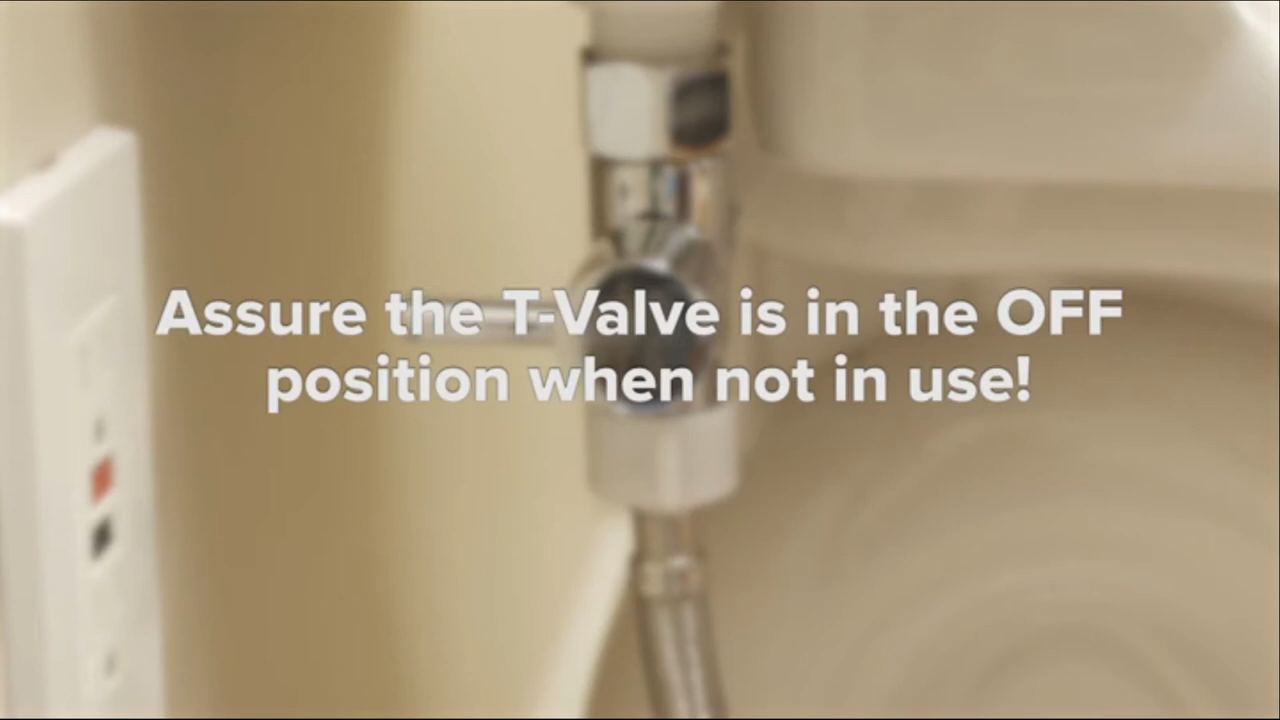 Assure the T-Valve is in the OFF
position when not in use!